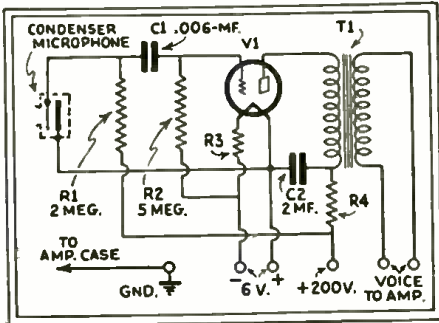 CONDENSER
MICROPHONE
C1 .006-MF.
V1
T1
R3
R1
2 MEG.
R2
5 MEG.
C2
2 MF.
R4
TO
AMP. CASE
GND.
- 6 V. +
+200V.
VOICE
TO AMP.